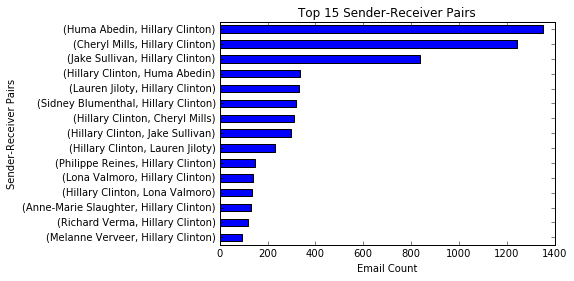 Top 15 Sender-Receiver Pairs
Sender-Receiver Pairs
(Huma Abedin, Hillary Clinton)
(Cheryl Mills, Hillary Clinton)
(Jake Sullivan, Hillary Clinton)
(Hillary Clinton, Huma Abedin)
(Lauren Jiloty, Hillary Clinton)
(Sidney Blumenthal, Hillary Clinton)
(Hillary Clinton, Cheryl Mills)
(Hillary Clinton, Jake Sullivan)
(Hillary Clinton, Lauren Jiloty)
(Philippe Reines, Hillary Clinton)
(Lona Valmoro, Hillary Clinton)
(Hillary Clinton, Lona Valmoro)
(Anne-Marie Slaughter, Hillary Clinton)
(Richard Verma, Hillary Clinton)
(Melanne Verveer, Hillary Clinton)
0 200 400 600 800 1000 1200 1400
Email Count